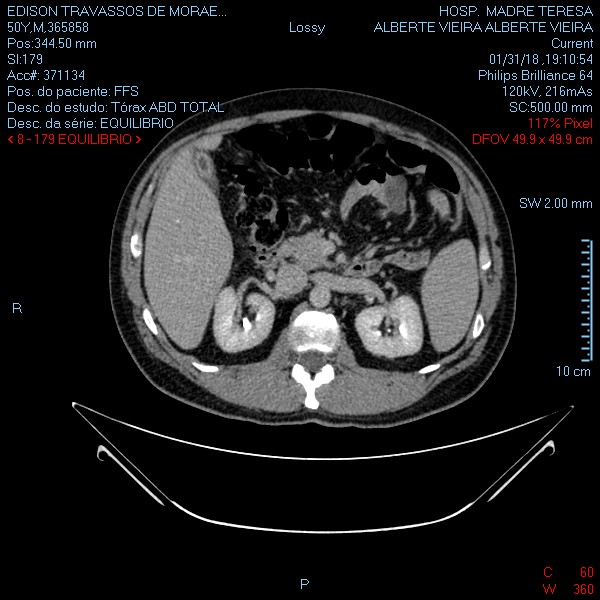 EDISON TRAVASSOS DE MORAE...
50Y,M,365858
Pos:344.50 mm
SI:179
Acc#: 371134
Pos. do paciente: FFS
Desc. do estudo: Tórax ABD TOTAL
Desc. da série: EQUILIBRIO
< 8 - 179 EQUILIBRIO >
Lossy
HOSP. MADRE TERESA
ALBERTE VIEIRA ALBERTE VIEIRA
Current
01/31/18 ,19:10:54
Philips Brilliance 64
120kV, 216mAs
SC:500.00 mm
117% Pixel
DFOV 49.9 x 49.9 cm
SW 2.00 mm
R
10 cm
P
C 60
W 360